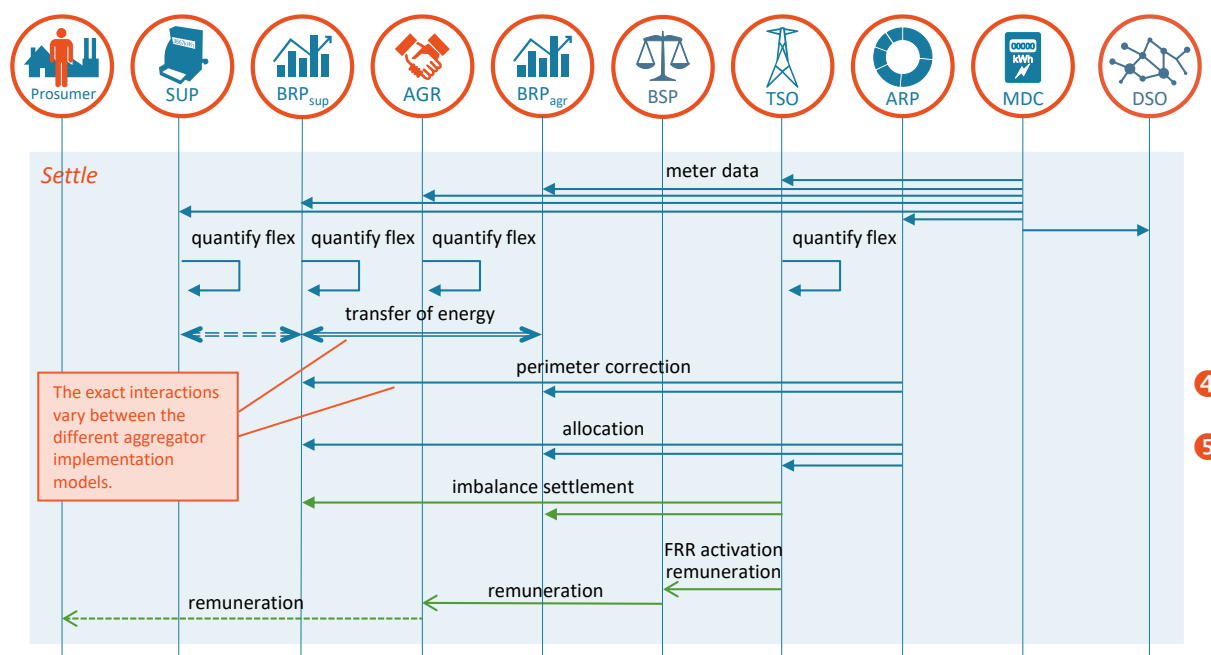 Prosumer
SUP
BRPsup
AGR
BRPagr
BSP
TSO
ARP
MDC
DSO
00000
kWh
Settle
meter data
quantify flex
quantify flex
quantify flex
quantify flex
transfer of energy
perimeter correction
4
The exact interactions
vary between the
different aggregator
implementation
models.
allocation
5
imbalance settlement
FRR activation
remuneration
remuneration
remuneration